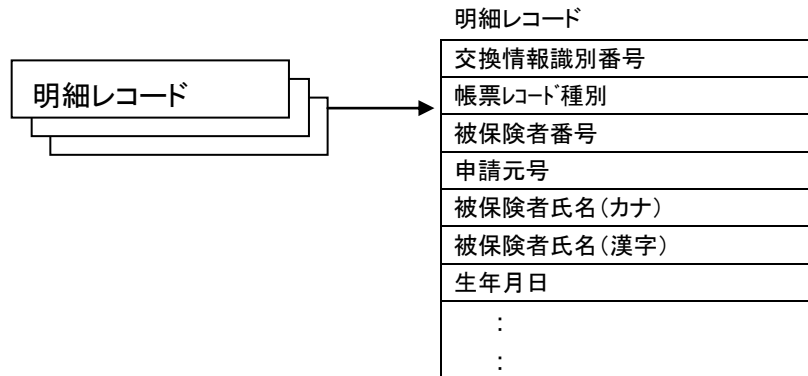 明細レコード
明細レコード
交換情報識別番号
帳票ﾚｺｰﾄﾞ種別
被保険者番号
申請元号
被保険者氏名（カナ）
被保険者氏名（漢字）
生年月日
：
：